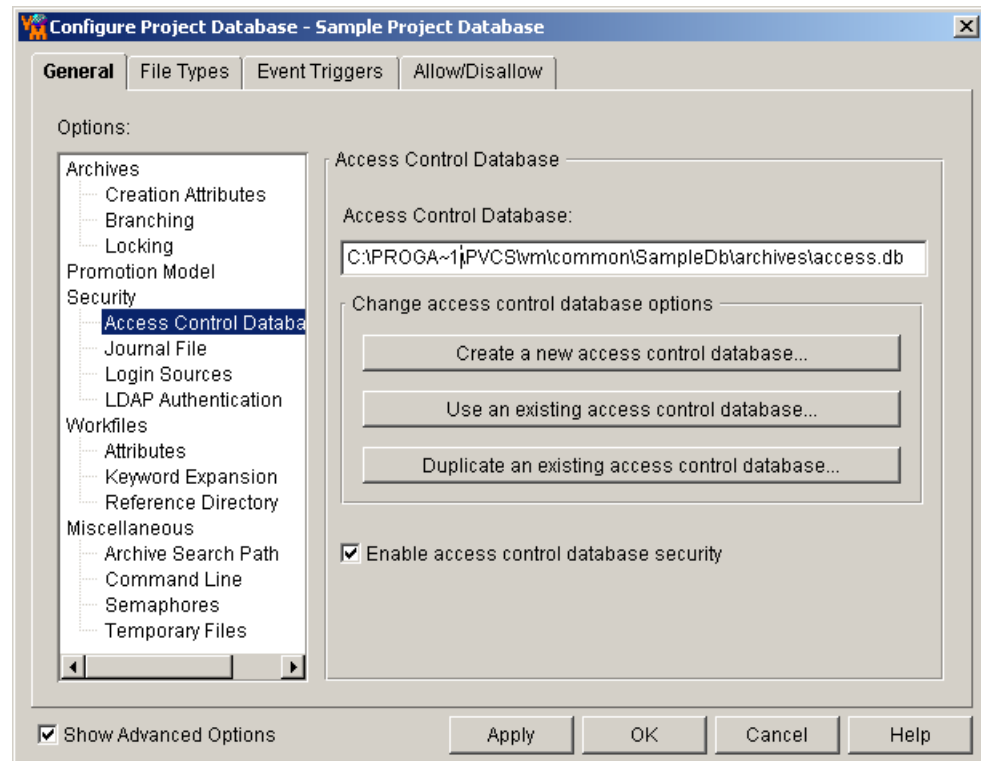 Configure Project Database - Sample Project Database
General File Types Event Triggers Allow/Disallow
Options:
Archives
Creation Attributes
Branching
Locking
Promotion Model
Security
Access Control Databa
Journal File
Login Sources
LDAP Authentication
Workfiles
Attributes
Keyword Expansion
Reference Directory
Miscellaneous
Archive Search Path
Command Line
Semaphores
Temporary Files
Access Control Database
Access Control Database:
C:\PROGA~1\PVCS\vm\common\SampleDb\archives\access.db
Change access control database options
Create a new access control database...
Use an existing access control database...
Duplicate an existing access control database...
Enable access control database security
Show Advanced Options
Apply OK Cancel Help